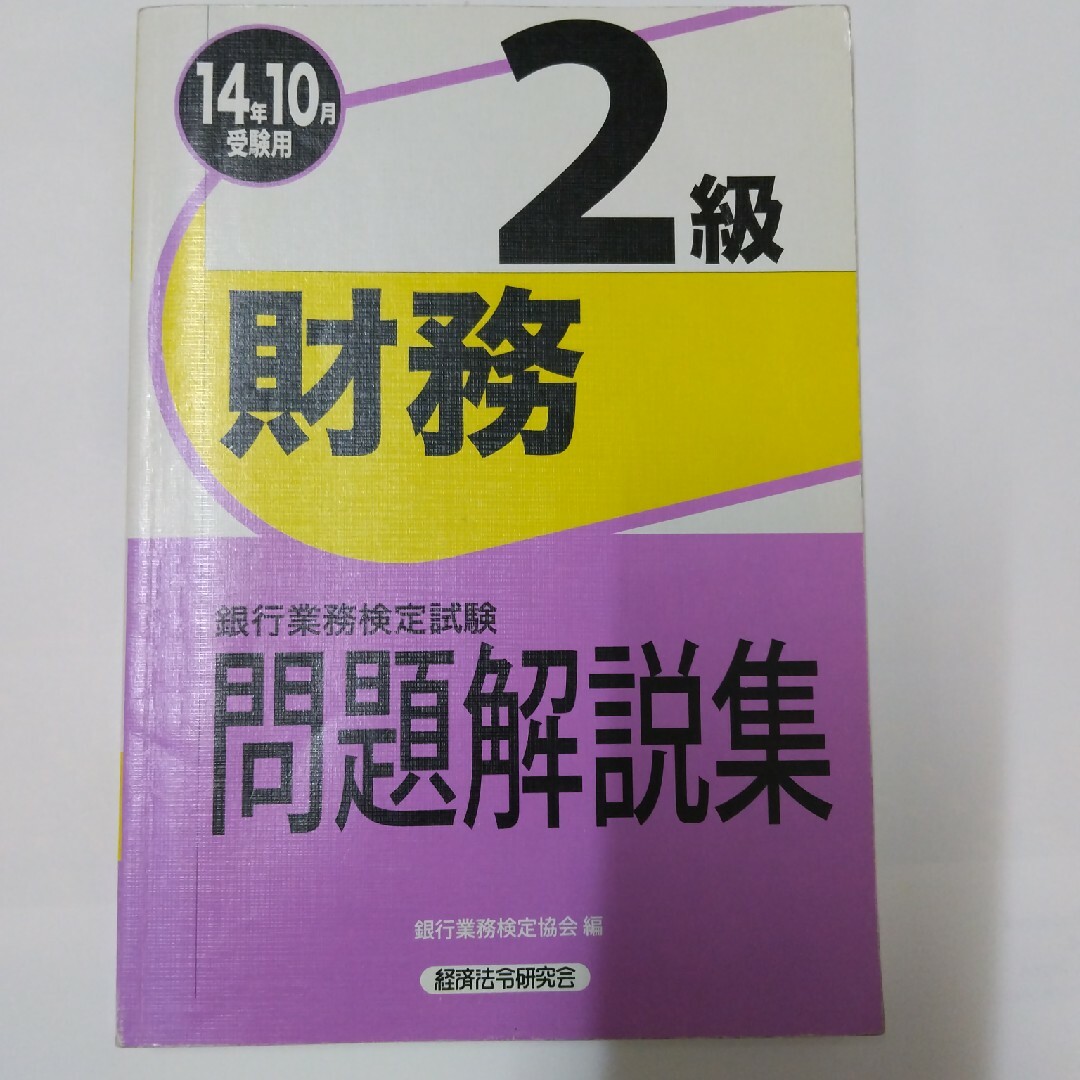 14年10月
受験用
2級
財務
銀行業務検定試験
問題解説集
銀行業務検定協会 編
経済法令研究会